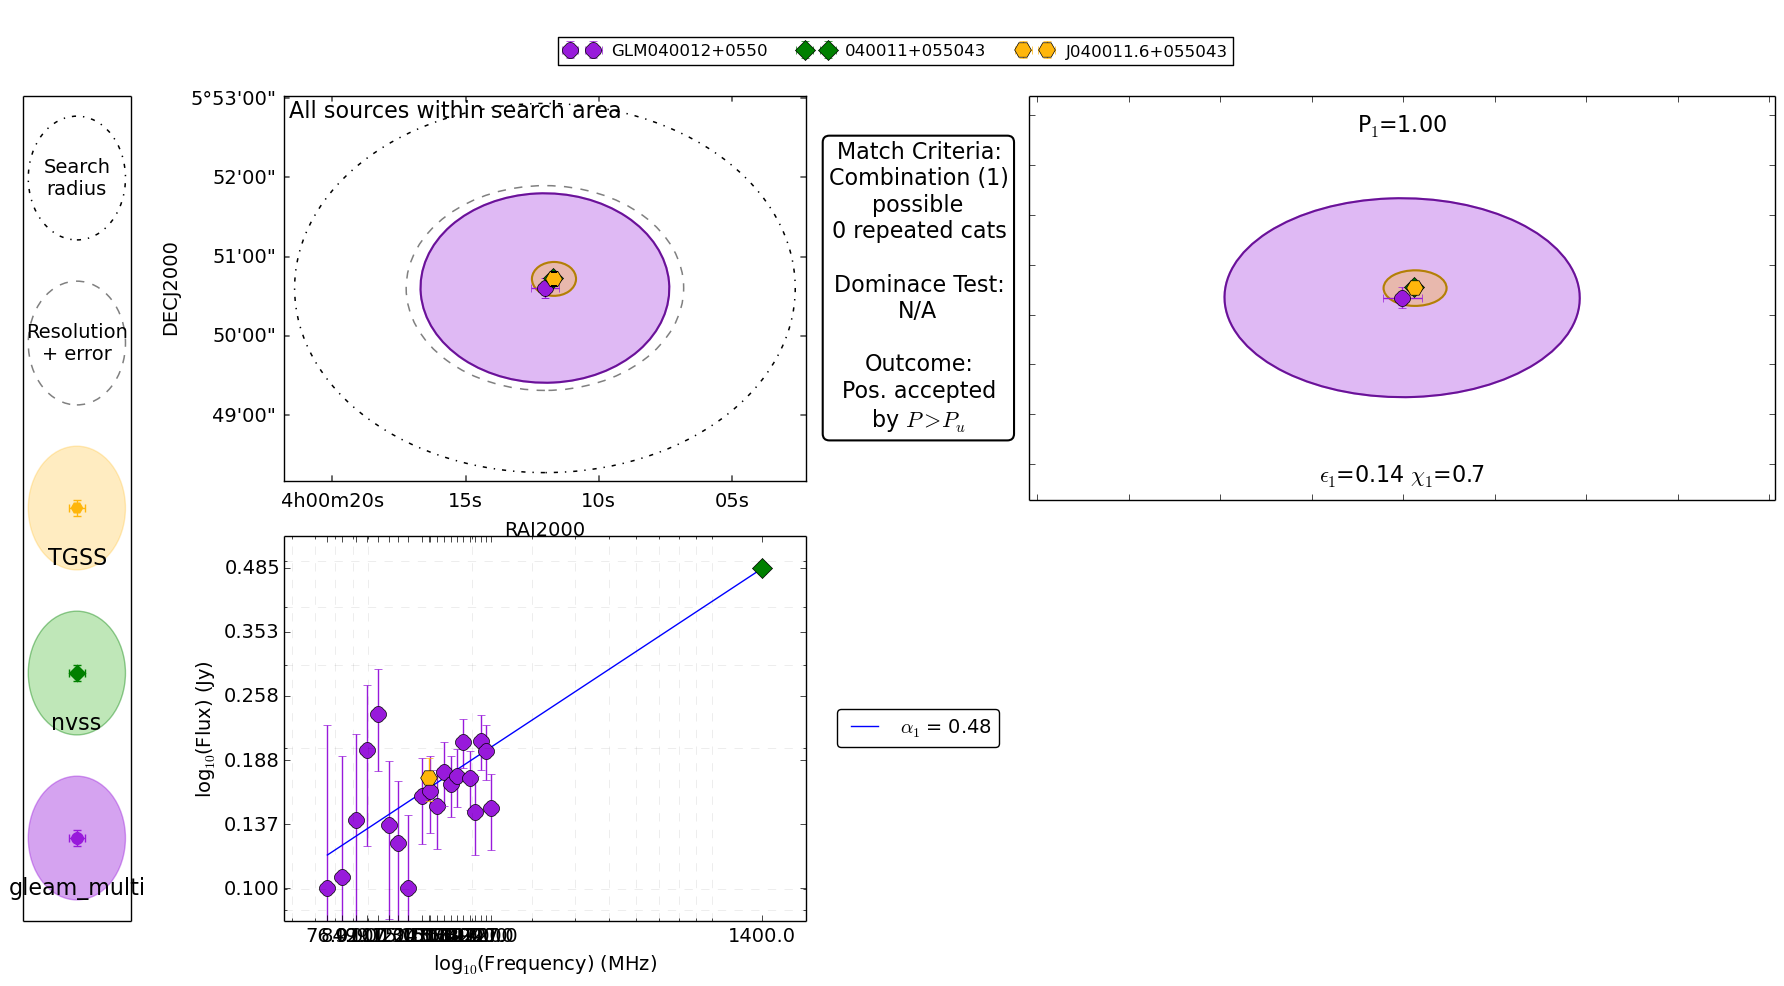 GLM040012+0550 040011+055043 J040011.6+055043
Search
radius
Resolution
+ error
TGSS
nvss
gleam_multi
All sources within search area
5°53'00"
52'00"
51'00"
50'00"
49'00"
DECJ2000
4h00m20s 15s 10s 05s
RAJ2000
Match Criteria:
Combination (1)
possible
0 repeated cats
Dominace Test:
N/A
Outcome:
Pos. accepted
by P>Pᵤ
P₁=1.00
ϵ₁=0.14 χ₁=0.7
0.485
0.353
0.258
0.188
0.137
0.100
log₁₀(Flux) (Jy)
1400.0
log₁₀(Frequency) (MHz)
α₁ = 0.48